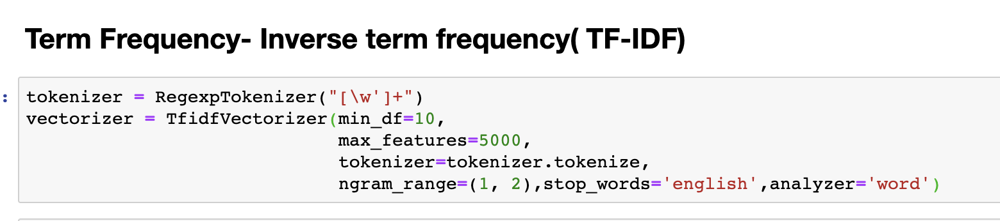 Term Frequency- Inverse term frequency( TF-IDF)
: tokenizer = RegexpTokenizer("[\w']+")
vectorizer = TfidfVectorizer(min_df=10,
max_features=5000,
tokenizer=tokenizer.tokenize,
ngram_range=(1, 2),stop_words='english',analyzer='word')